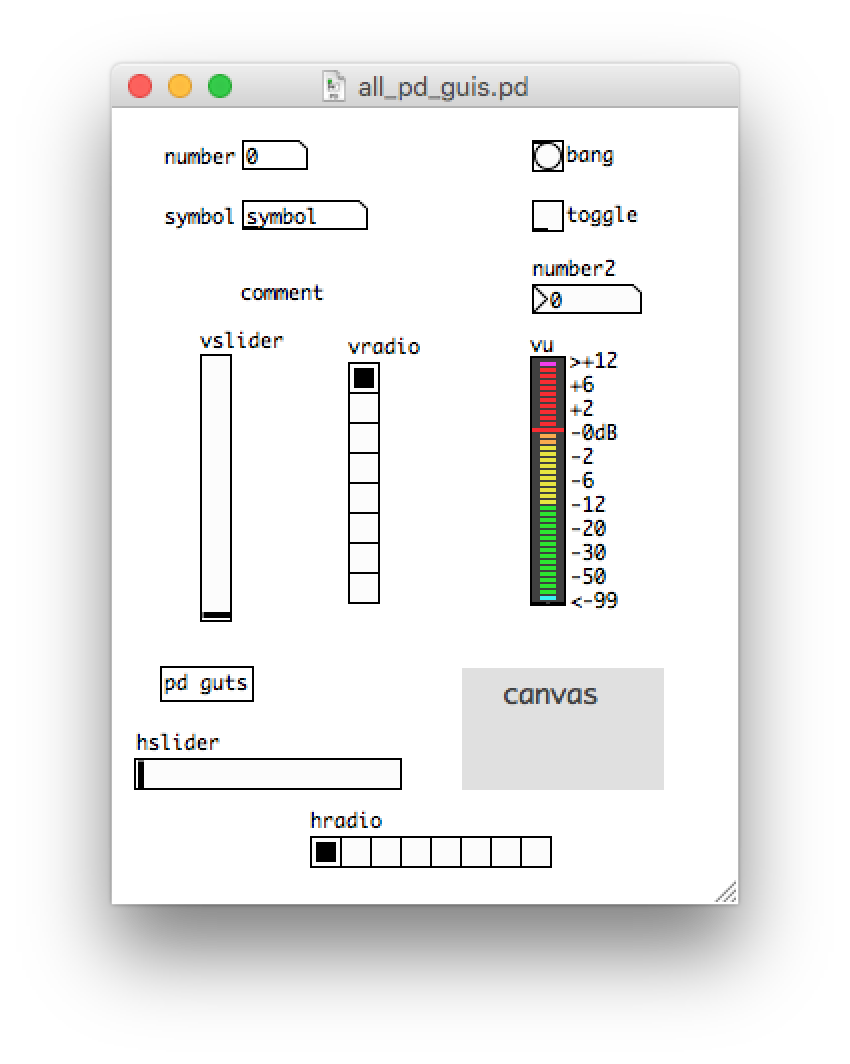 all_pd_guis.pd
number 0
bang
symbol symbol
toggle
number2
0
comment
vslider
vradio
vu
>+12
+6
+2
-0dB
-2
-6
-12
-20
-30
-50
<-99
pd guts
canvas
hslider
hradio